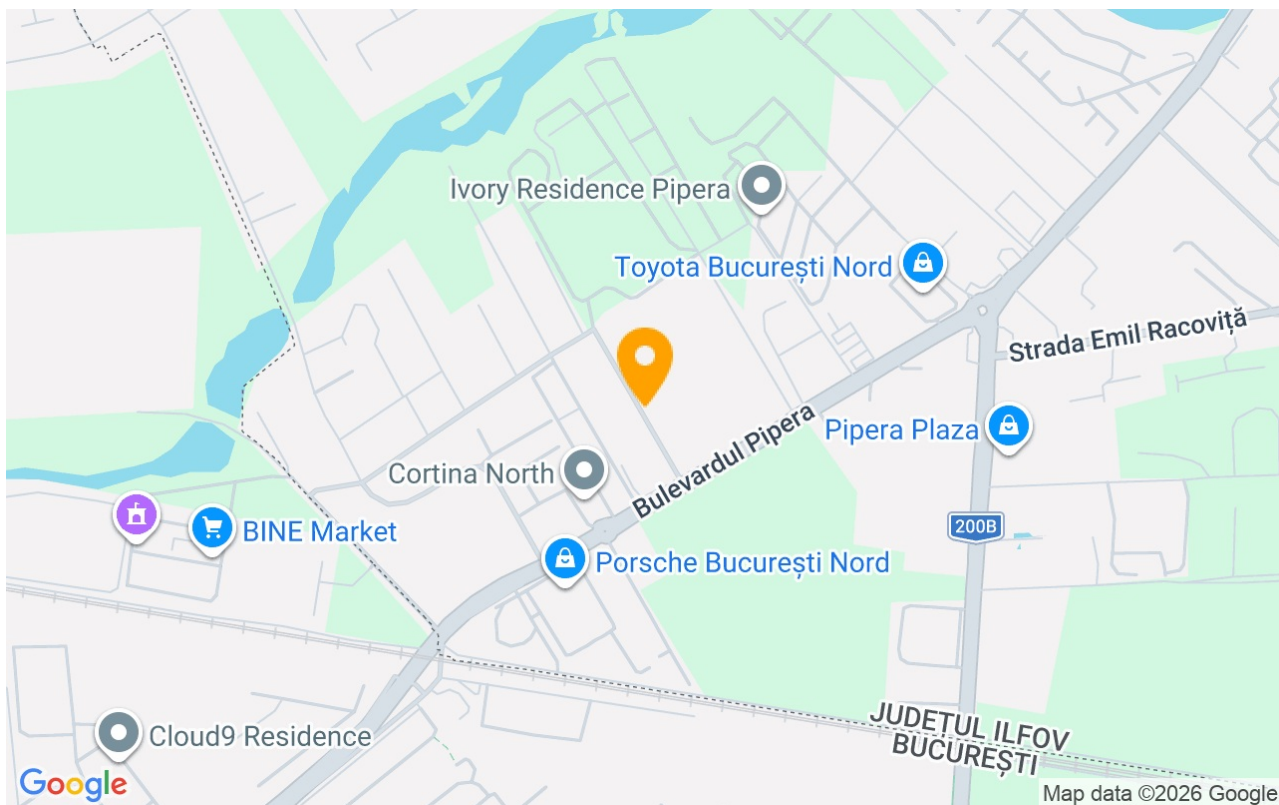 Ivory Residence Pipera
Toyota București Nord
Strada Emil Racoviță
Pipera Plaza
Bulevardul Pipera
Cortina North
200B
BINE Market
Porsche București Nord
JUDEȚUL ILFOV
BUCUREȘTI
Cloud9 Residence
Google
Map data ©2026 Google